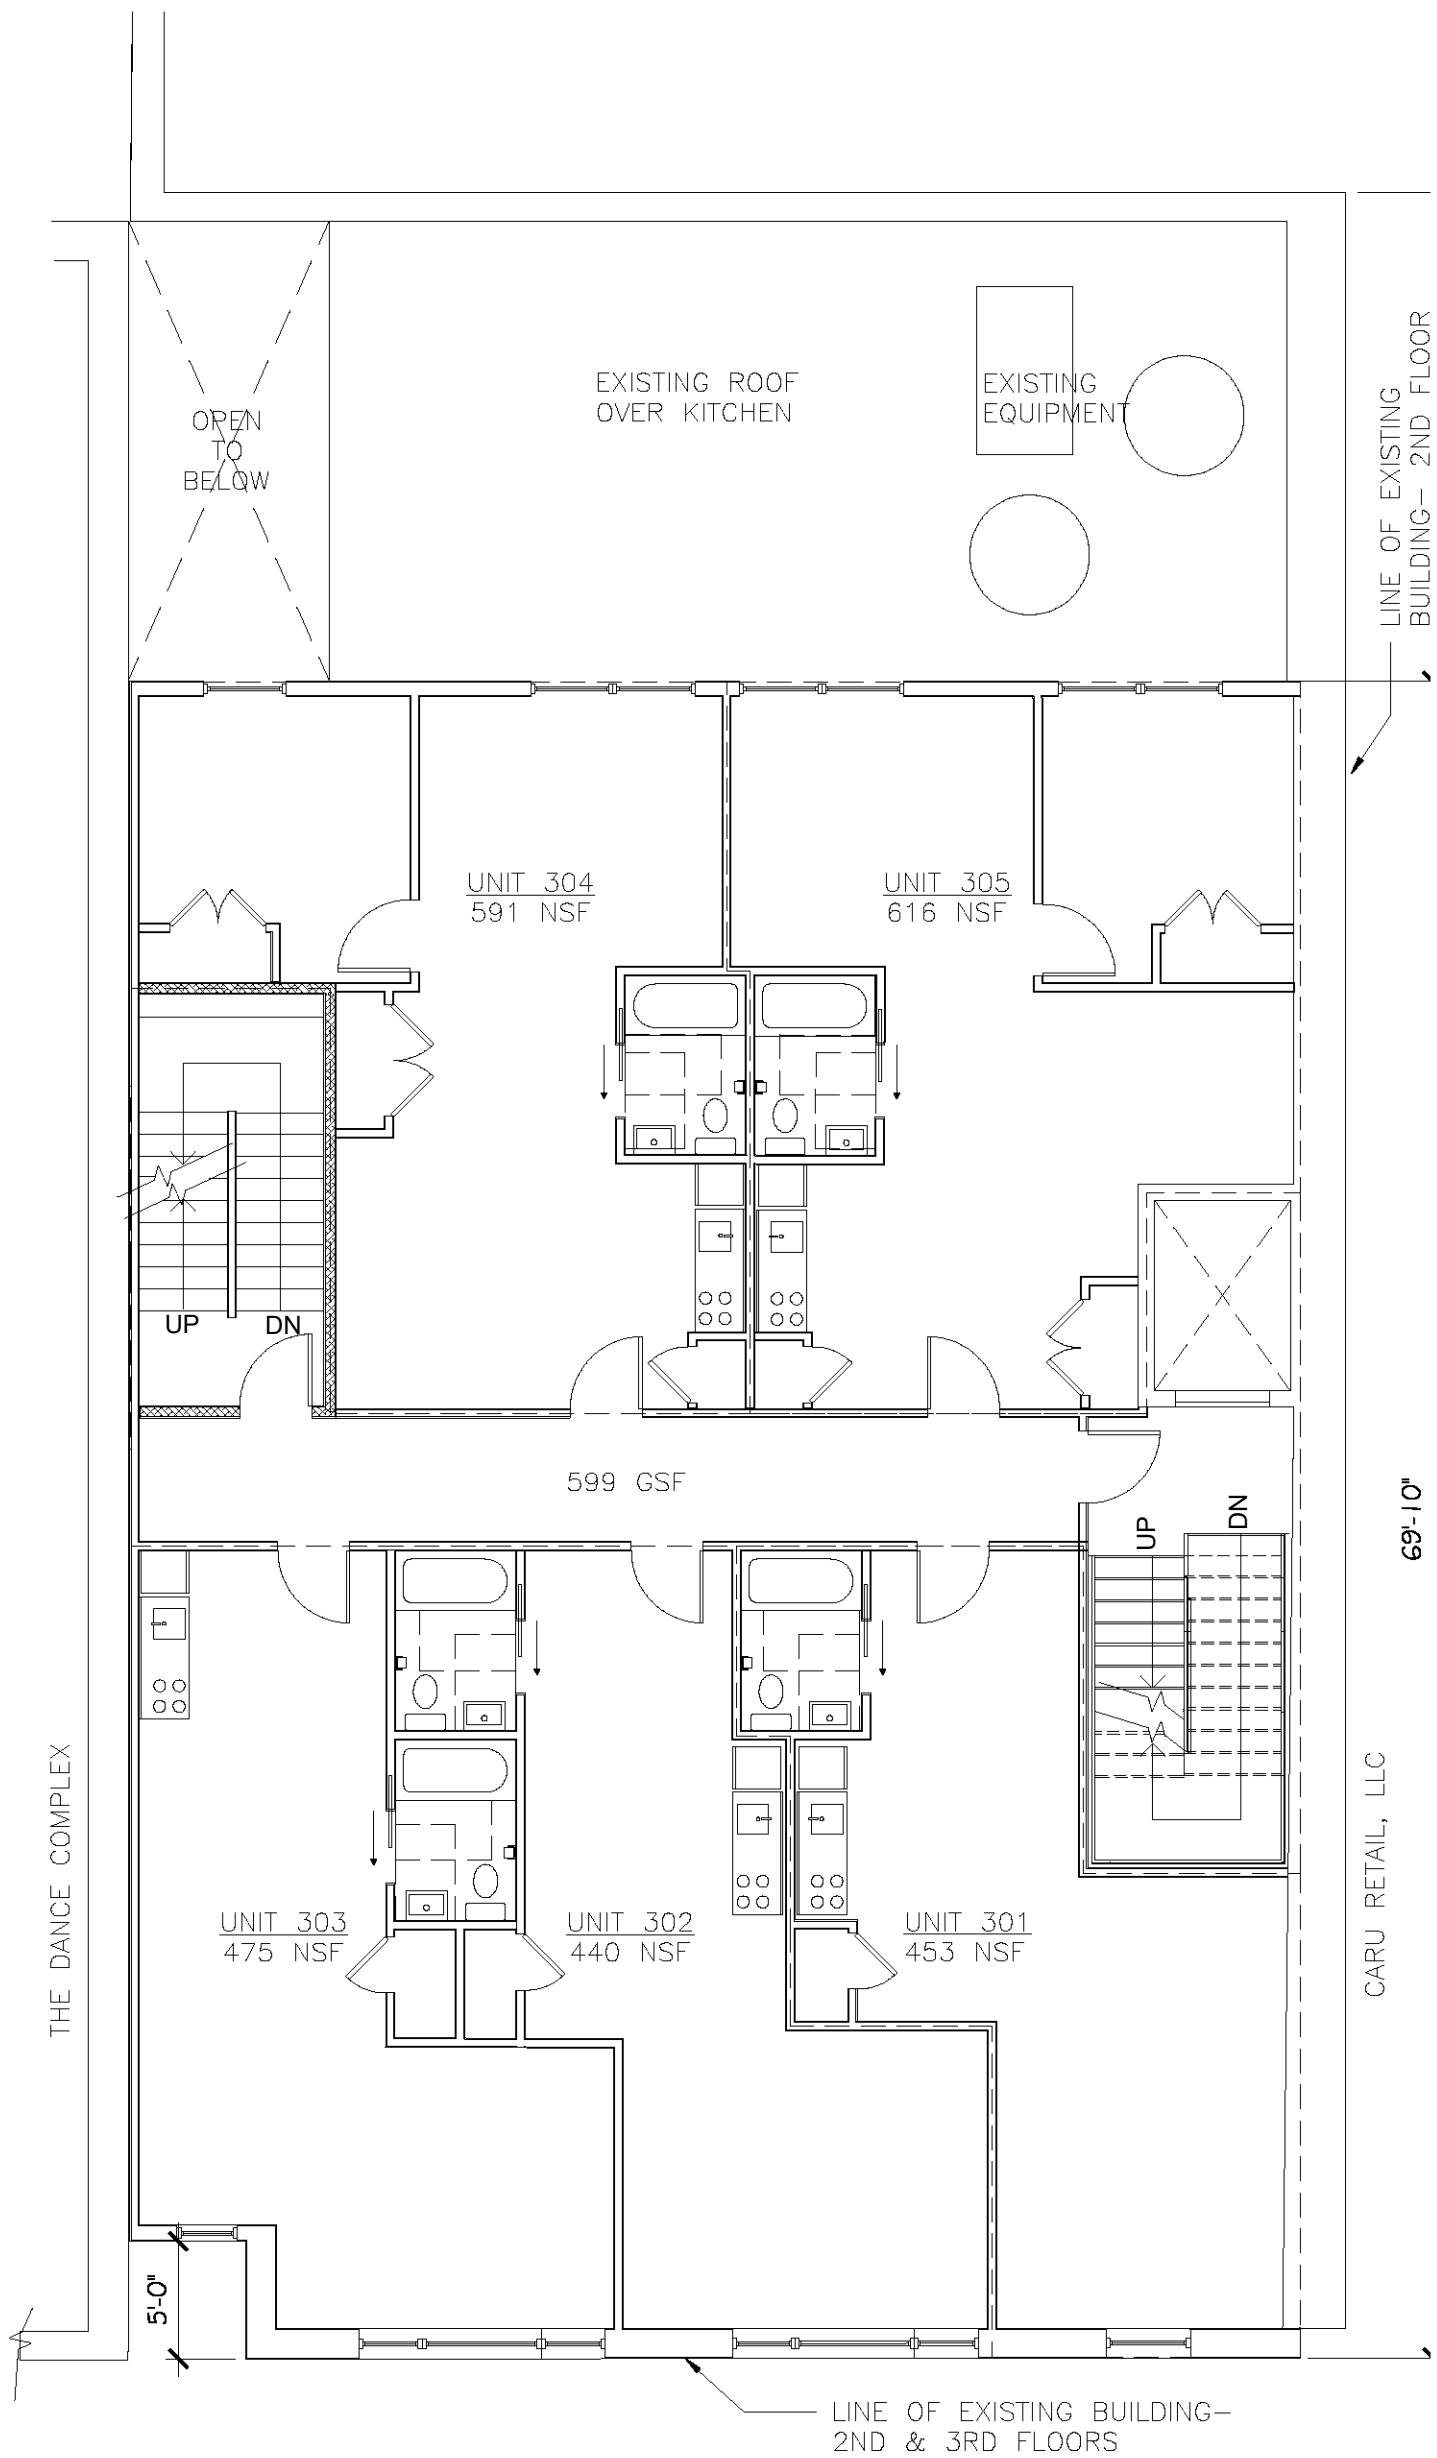 EXISTING ROOF
OVER KITCHEN
EXISTING
EQUIPMENT
OPEN
TO
BELOW
LINE OF EXISTING
BUILDING- 2ND FLOOR
UNIT 304
591 NSF
UNIT 305
616 NSF
UP
DN
599 GSF
UP
DN
69'-10"
THE DANCE COMPLEX
CARU RETAIL, LLC
UNIT 303
475 NSF
UNIT 302
440 NSF
UNIT 301
453 NSF
5'-0"
LINE OF EXISTING BUILDING-
2ND & 3RD FLOORS